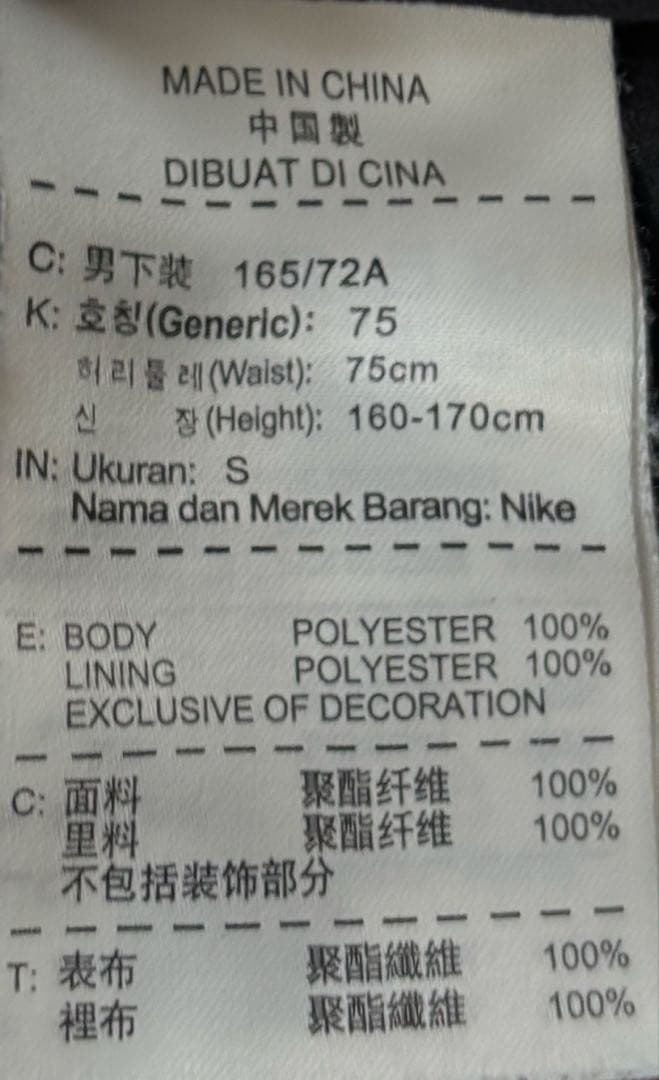 MADE IN CHINA
中国製
DIBUAT DI CINA
C: 男下装 165/72A
K: 호칭(Generic): 75
허리둘레(Waist): 75cm
신 장(Height): 160-170cm
IN: Ukuran: S
Nama dan Merek Barang: Nike
E: BODY POLYESTER 100%
LINING POLYESTER 100%
EXCLUSIVE OF DECORATION
C: 面料 聚酯纤维 100%
里料 聚酯纤维 100%
不包括装饰部分
T: 表布 聚酯纖維 100%
裡布 聚酯纖維 100%